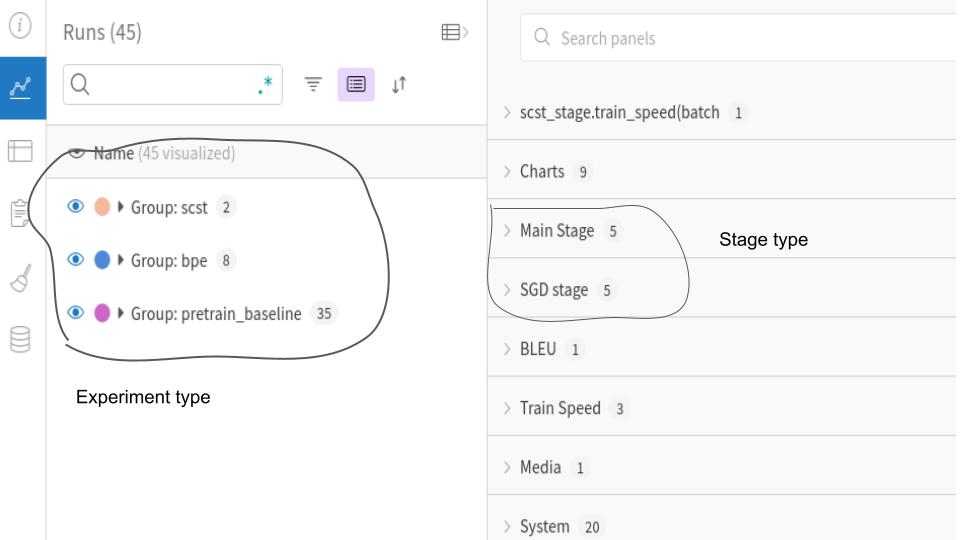 Runs (45)
.*
Name (45 visualized)
Group: scst 2
Group: bpe 8
Group: pretrain_baseline 35
Experiment type
Search panels
scst_stage.train_speed(batch 1
Charts 9
Main Stage 5
Stage type
SGD stage 5
BLEU 1
Train Speed 3
Media 1
System 20